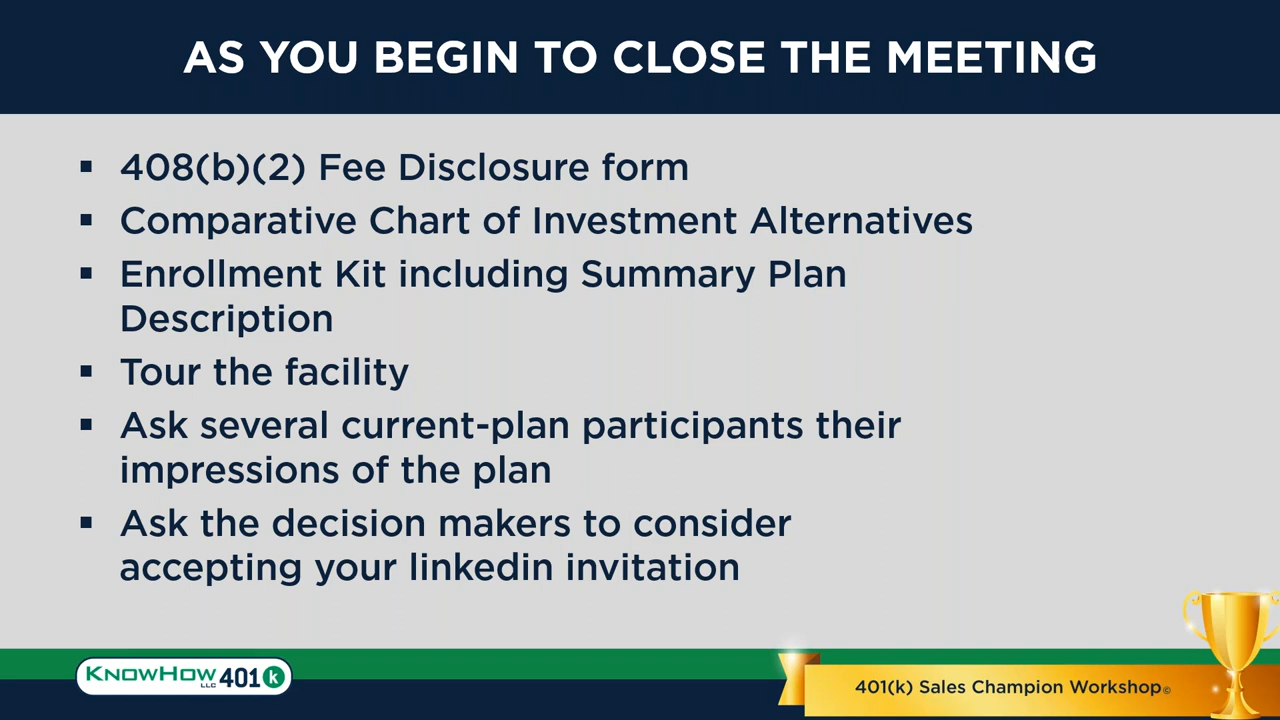 AS YOU BEGIN TO CLOSE THE MEETING
▪ 408(b)(2) Fee Disclosure form
▪ Comparative Chart of Investment Alternatives
▪ Enrollment Kit including Summary Plan
Description
▪ Tour the facility
▪ Ask several current-plan participants their
impressions of the plan
▪ Ask the decision makers to consider
accepting your linkedin invitation
KNOWHOW LLC 401k
401(k) Sales Champion Workshop©